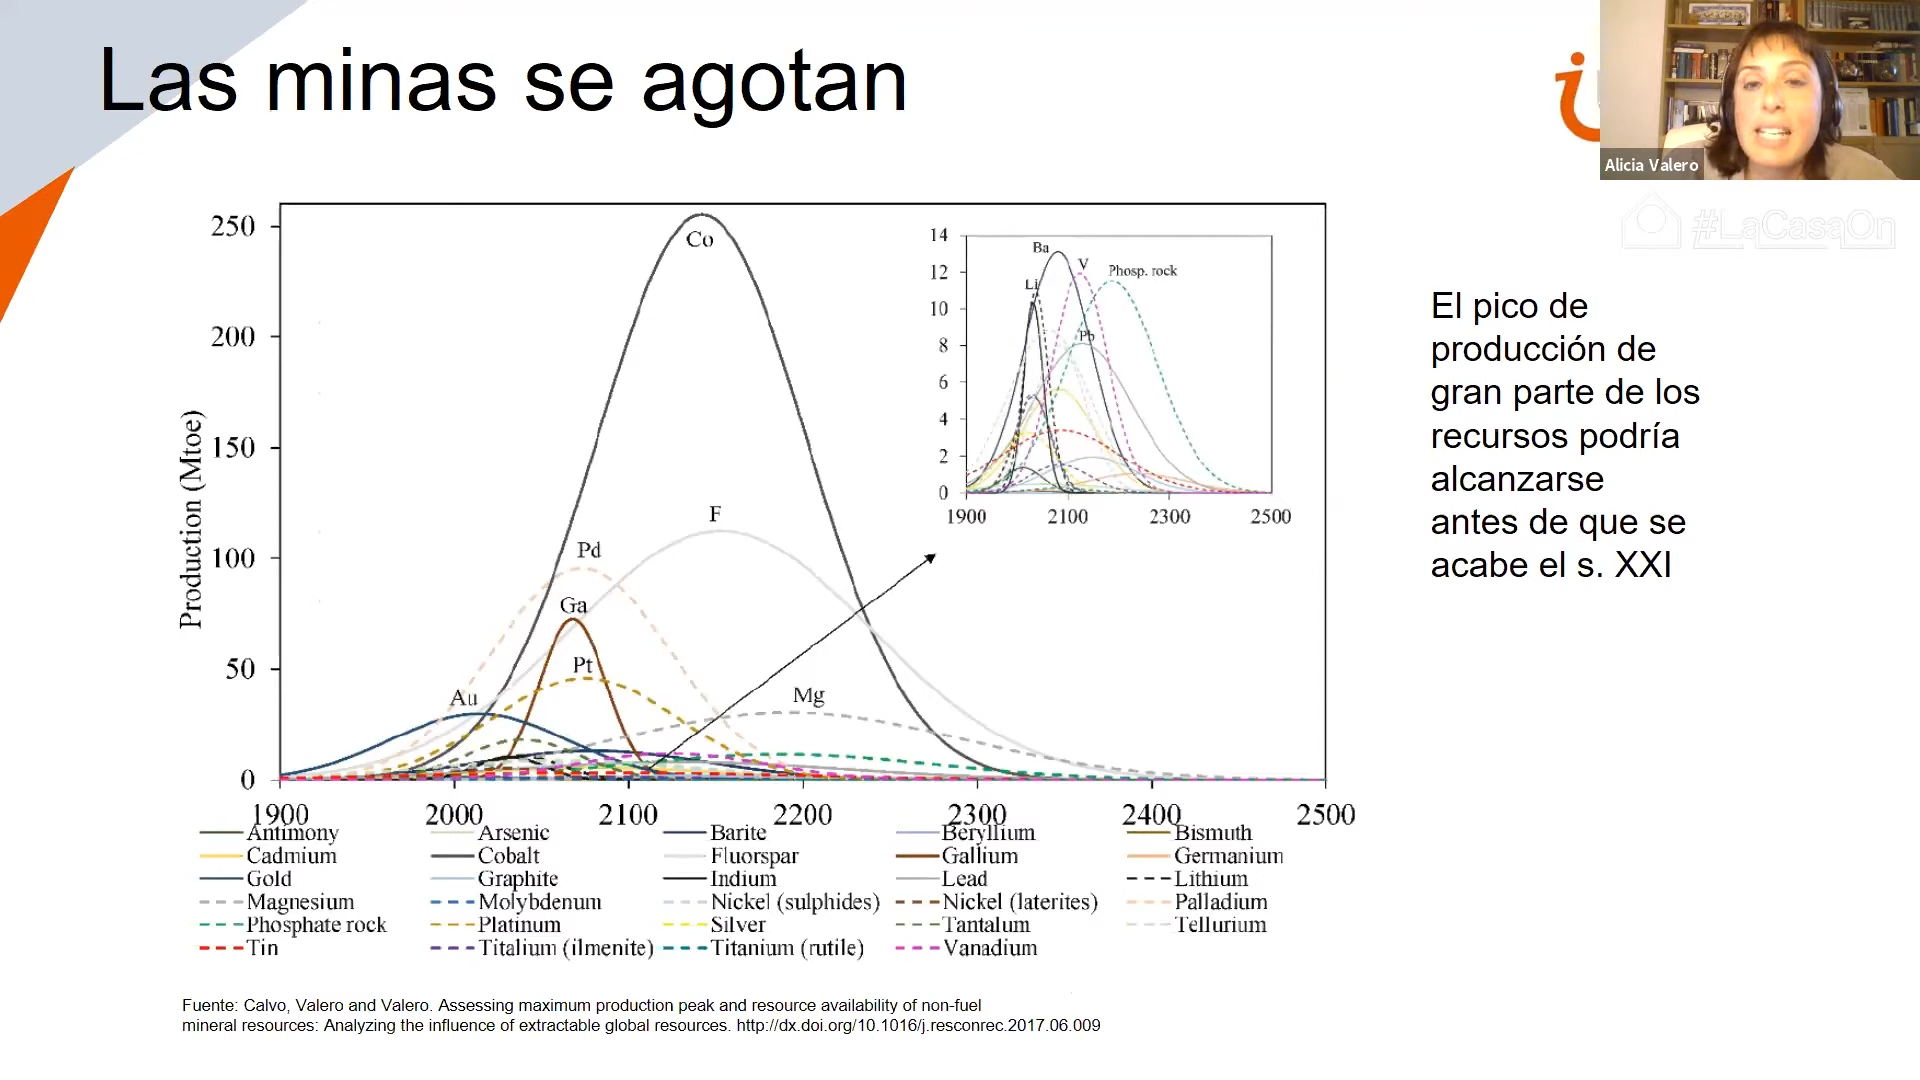 Las minas se agotan
Alicia Valero
#LaCasaOn
El pico de
producción de
gran parte de los
recursos podría
alcanzarse
antes de que se
acabe el s. XXI
Production (Mtoe)
250
200
150
100
50
0
1900
2000
2100
2200
2300
2400
2500
Co
F
Pd
Ga
Pt
Au
Mg
14
12
10
8
6
4
2
0
1900
2100
2300
2500
Ba
V
Phosp. rock
Li
Pb
Antimony Arsenic Barite Beryllium Bismuth
Cadmium Cobalt Fluorspar Gallium Germanium
Gold Graphite Indium Lead Lithium
Magnesium Molybdenum Nickel (sulphides) Nickel (laterites) Palladium
Phosphate rock Platinum Silver Tantalum Tellurium
Tin Titalium (ilmenite) Titanium (rutile) Vanadium
Fuente: Calvo, Valero and Valero. Assessing maximum production peak and resource availability of non-fuel
mineral resources: Analyzing the influence of extractable global resources. http://dx.doi.org/10.1016/j.resconrec.2017.06.009